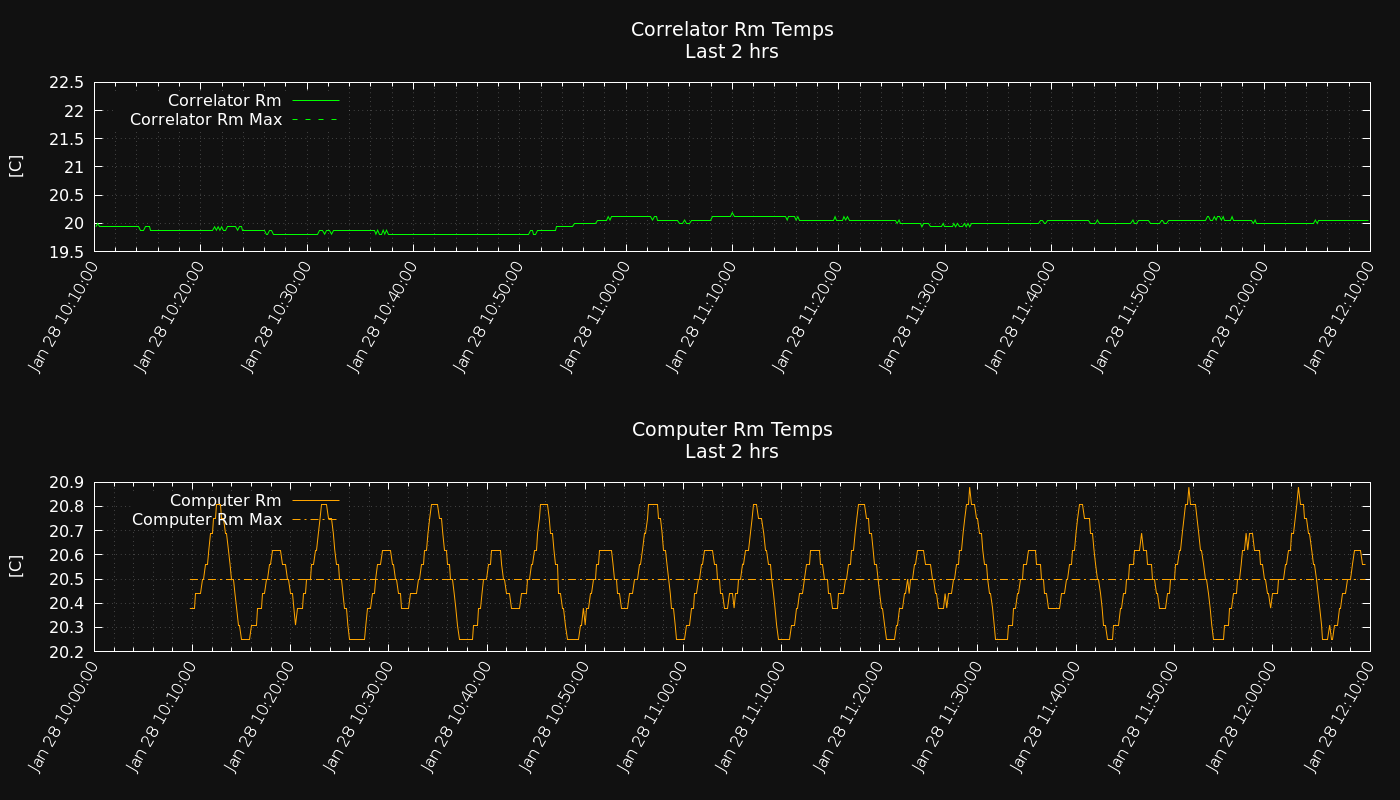 Correlator Rm Temps
Last 2 hrs
22.5
22
21.5
21
20.5
20
19.5
[C]
Correlator Rm
Correlator Rm Max
Jan 28 10:10:00
Jan 28 10:20:00
Jan 28 10:30:00
Jan 28 10:40:00
Jan 28 10:50:00
Jan 28 11:00:00
Jan 28 11:10:00
Jan 28 11:20:00
Jan 28 11:30:00
Jan 28 11:40:00
Jan 28 11:50:00
Jan 28 12:00:00
Jan 28 12:10:00
Computer Rm Temps
Last 2 hrs
20.9
20.8
20.7
20.6
20.5
20.4
20.3
20.2
[C]
Computer Rm
Computer Rm Max
Jan 28 10:00:00
Jan 28 10:10:00
Jan 28 10:20:00
Jan 28 10:30:00
Jan 28 10:40:00
Jan 28 10:50:00
Jan 28 11:00:00
Jan 28 11:10:00
Jan 28 11:20:00
Jan 28 11:30:00
Jan 28 11:40:00
Jan 28 11:50:00
Jan 28 12:00:00
Jan 28 12:10:00